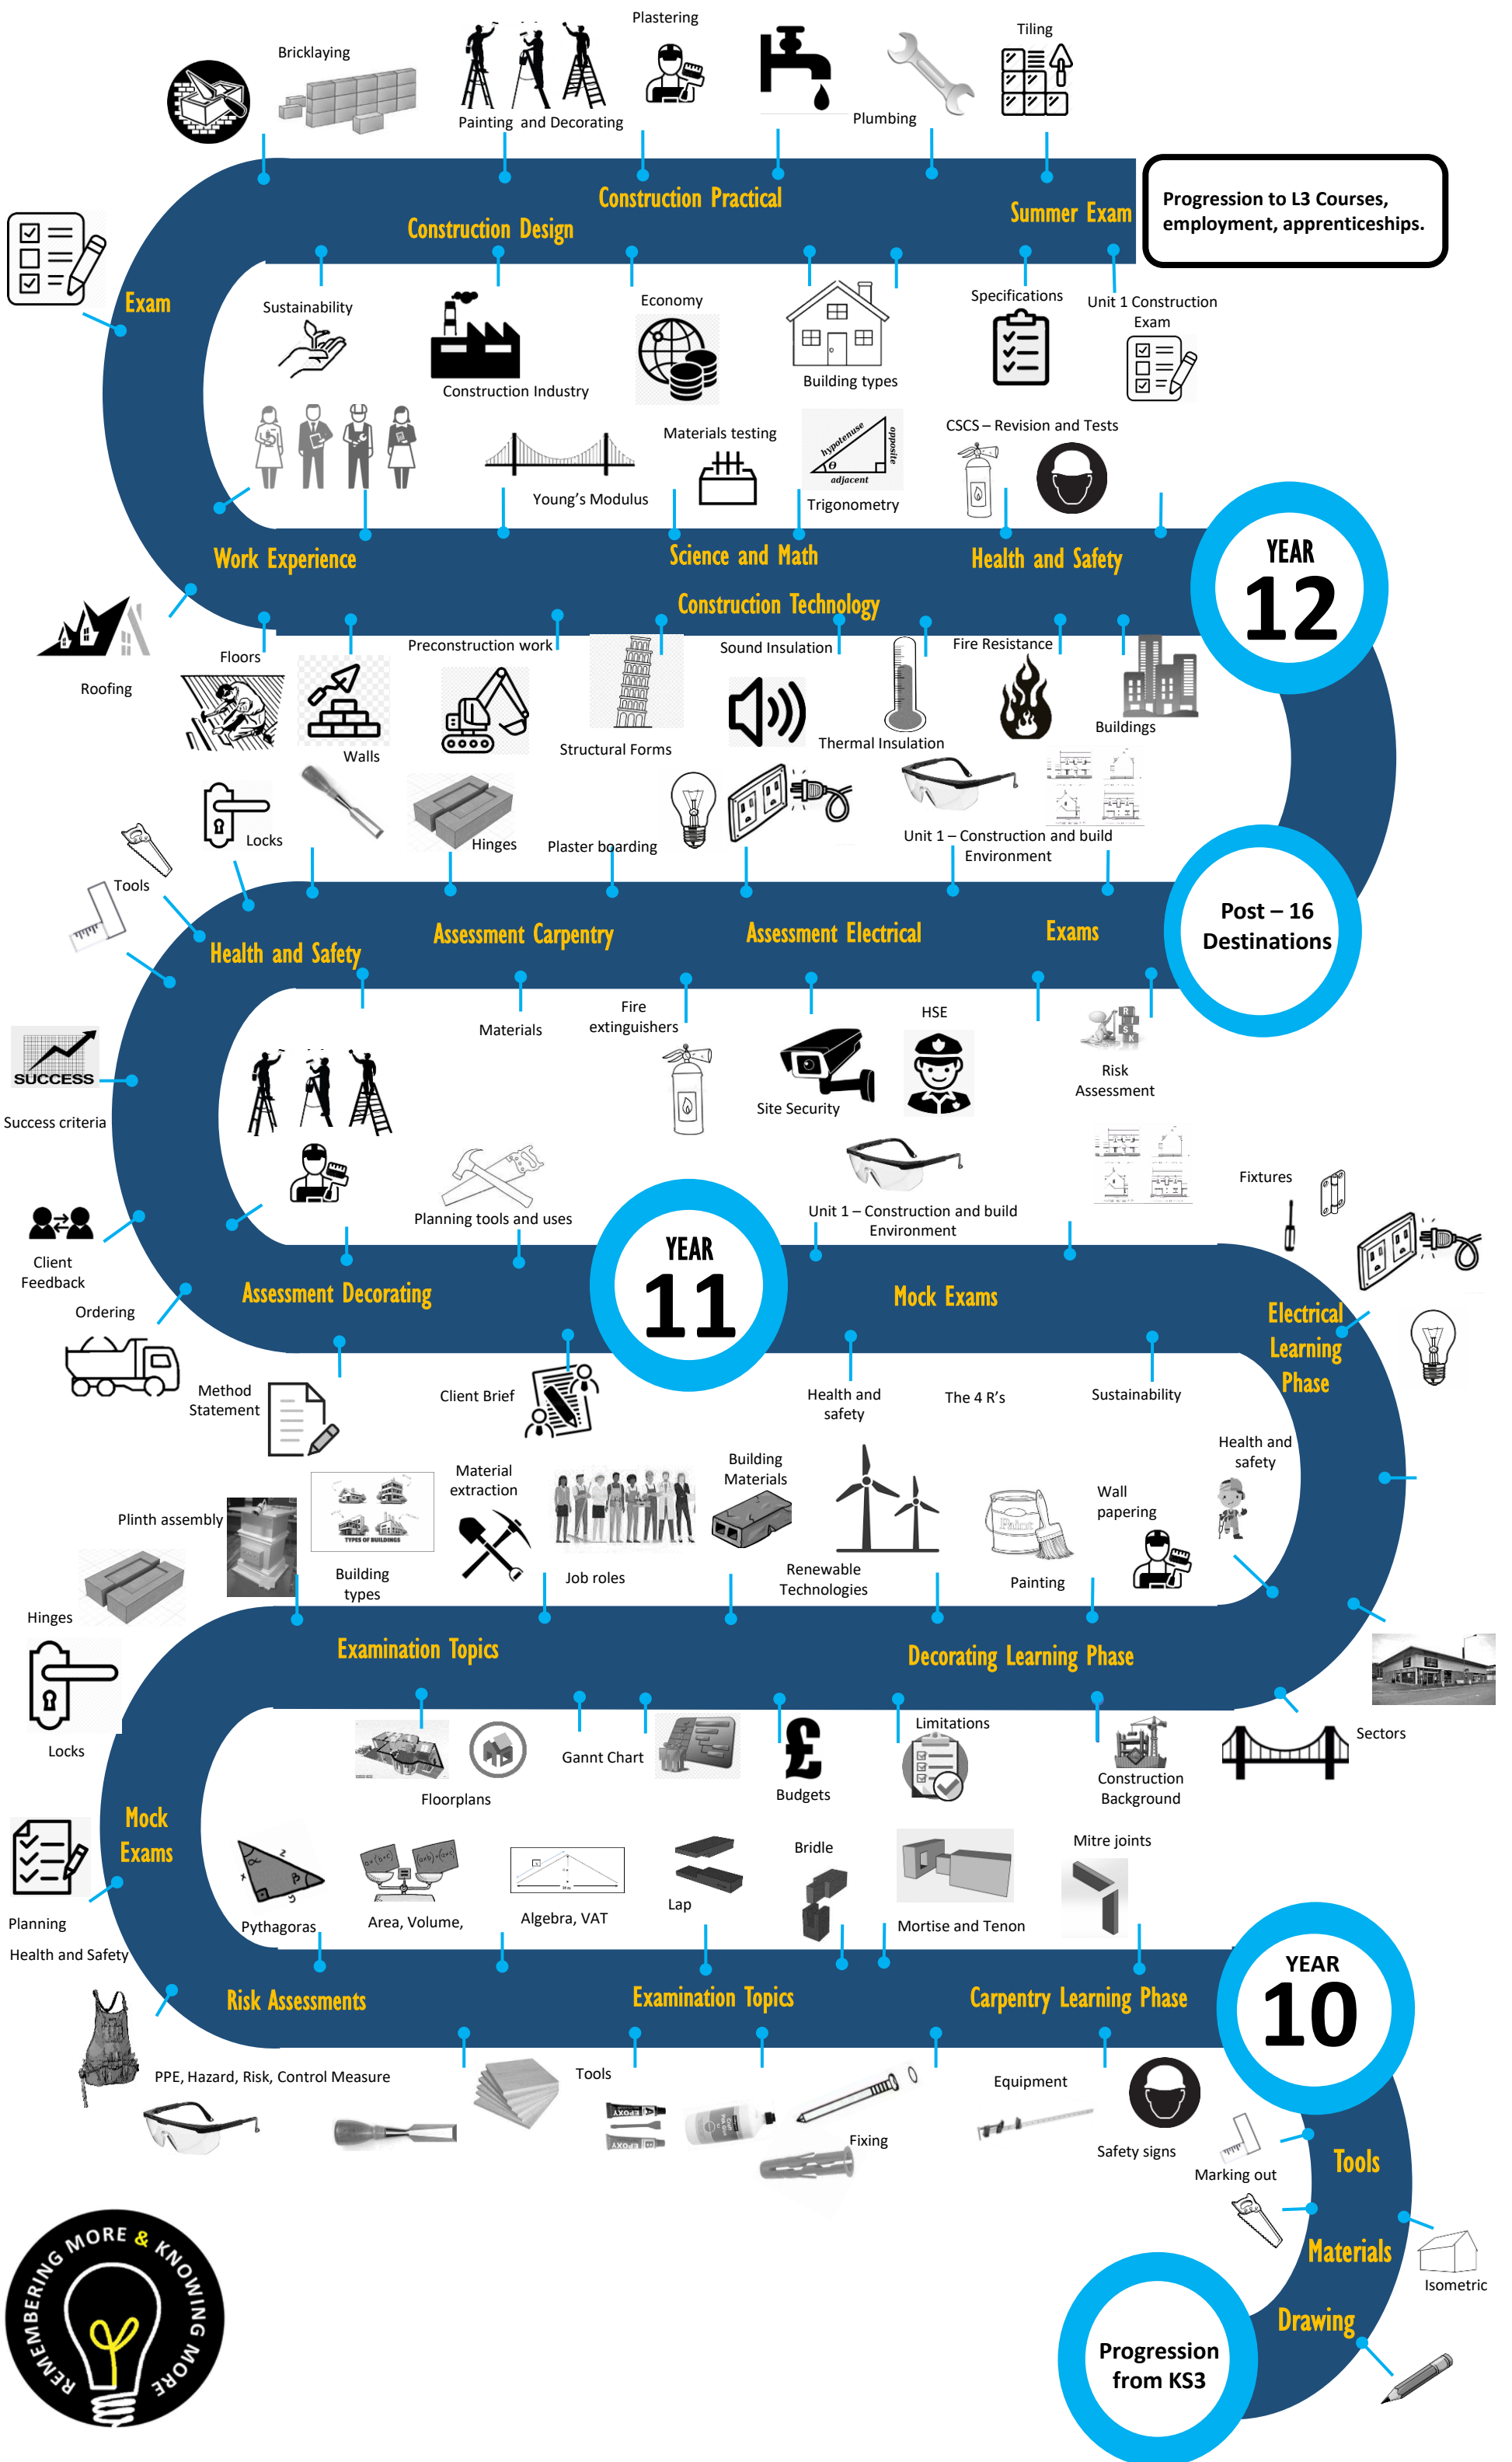 Plastering
Tiling
Bricklaying
Painting and Decorating
Plumbing
Construction Practical
Construction Design
Summer Exam
Progression to L3 Courses,
employment, apprenticeships.
Exam
Sustainability
Economy
Specifications
Unit 1 Construction
Exam
Construction Industry
Building types
Materials testing
CSCS – Revision and Tests
hypotenuse
opposite
θ
adjacent
Young's Modulus
Trigonometry
Work Experience
Science and Math
Health and Safety
YEAR
12
Construction Technology
Preconstruction work
Sound Insulation
Fire Resistance
Floors
Roofing
Walls
Structural Forms
Thermal Insulation
Buildings
Locks
Hinges
Plaster boarding
Unit 1 – Construction and build
Environment
Tools
Health and Safety
Assessment Carpentry
Assessment Electrical
Exams
Post – 16
Destinations
Materials
Fire
extinguishers
HSE
RISK
Risk
Assessment
SUCCESS
Success criteria
Site Security
Planning tools and uses
Unit 1 – Construction and build
Environment
Fixtures
Client
Feedback
Ordering
Assessment Decorating
YEAR
11
Mock Exams
Electrical
Learning
Phase
Method
Statement
Client Brief
Health and
safety
The 4 R's
Sustainability
Health and
safety
Material
extraction
Building
Materials
Wall
papering
Plinth assembly
TYPES OF BUILDINGS
Paint
Building
types
Job roles
Renewable
Technologies
Painting
Hinges
Examination Topics
Decorating Learning Phase
Locks
Gannt Chart
Limitations
Sectors
£
Floorplans
Budgets
Construction
Background
Mock
Exams
Pythagoras
Area, Volume,
Algebra, VAT
Lap
Bridle
Mortise and Tenon
Mitre joints
Planning
Health and Safety
Risk Assessments
Examination Topics
Carpentry Learning Phase
YEAR
10
PPE, Hazard, Risk, Control Measure
Tools
EPOXY
EPOXY
Fixing
Equipment
Safety signs
Marking out
Tools
Materials
Isometric
Drawing
Progression
from KS3
REMEMBERING MORE & KNOWING MORE